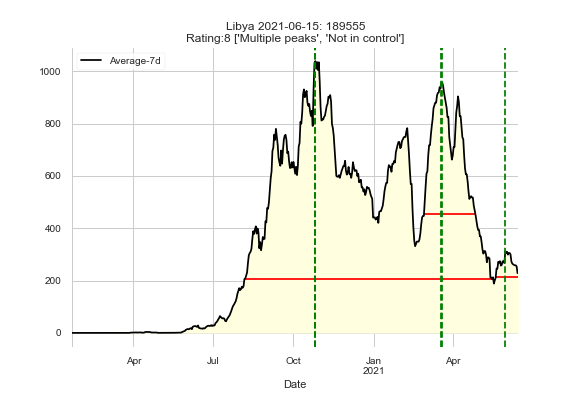 Libya 2021-06-15: 189555
Rating:8 ['Multiple peaks', 'Not in control']
Average-7d
1000
800
600
400
200
0
Apr
Jul
Oct
Jan
2021
Apr
Date